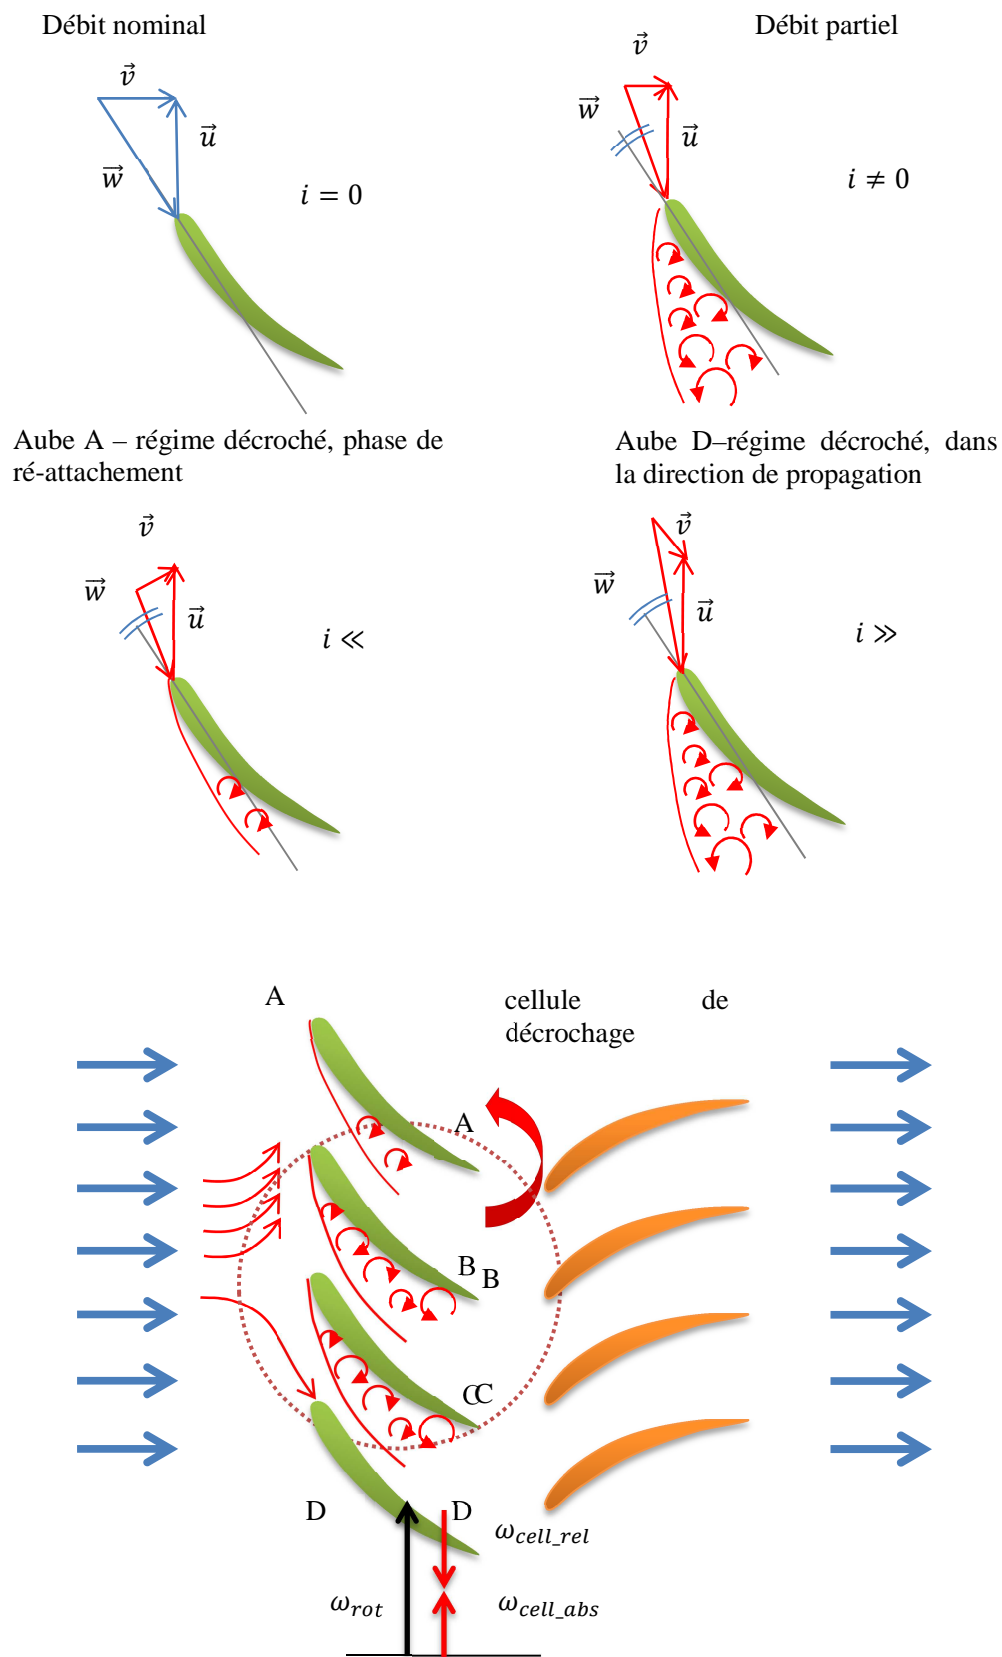 Débit nominal
Débit partiel
v⃗
u⃗
w⃗
i = 0
v⃗
w⃗
u⃗
i ≠ 0
Aube A – régime décroché, phase de
ré-attachement
Aube D–régime décroché, dans
la direction de propagation
v⃗
w⃗
u⃗
i ≪
v⃗
w⃗
u⃗
i ≫
A
cellule de
décrochage
A
B B
CC
D
D
ω_cell_rel
ω_rot
ω_cell_abs